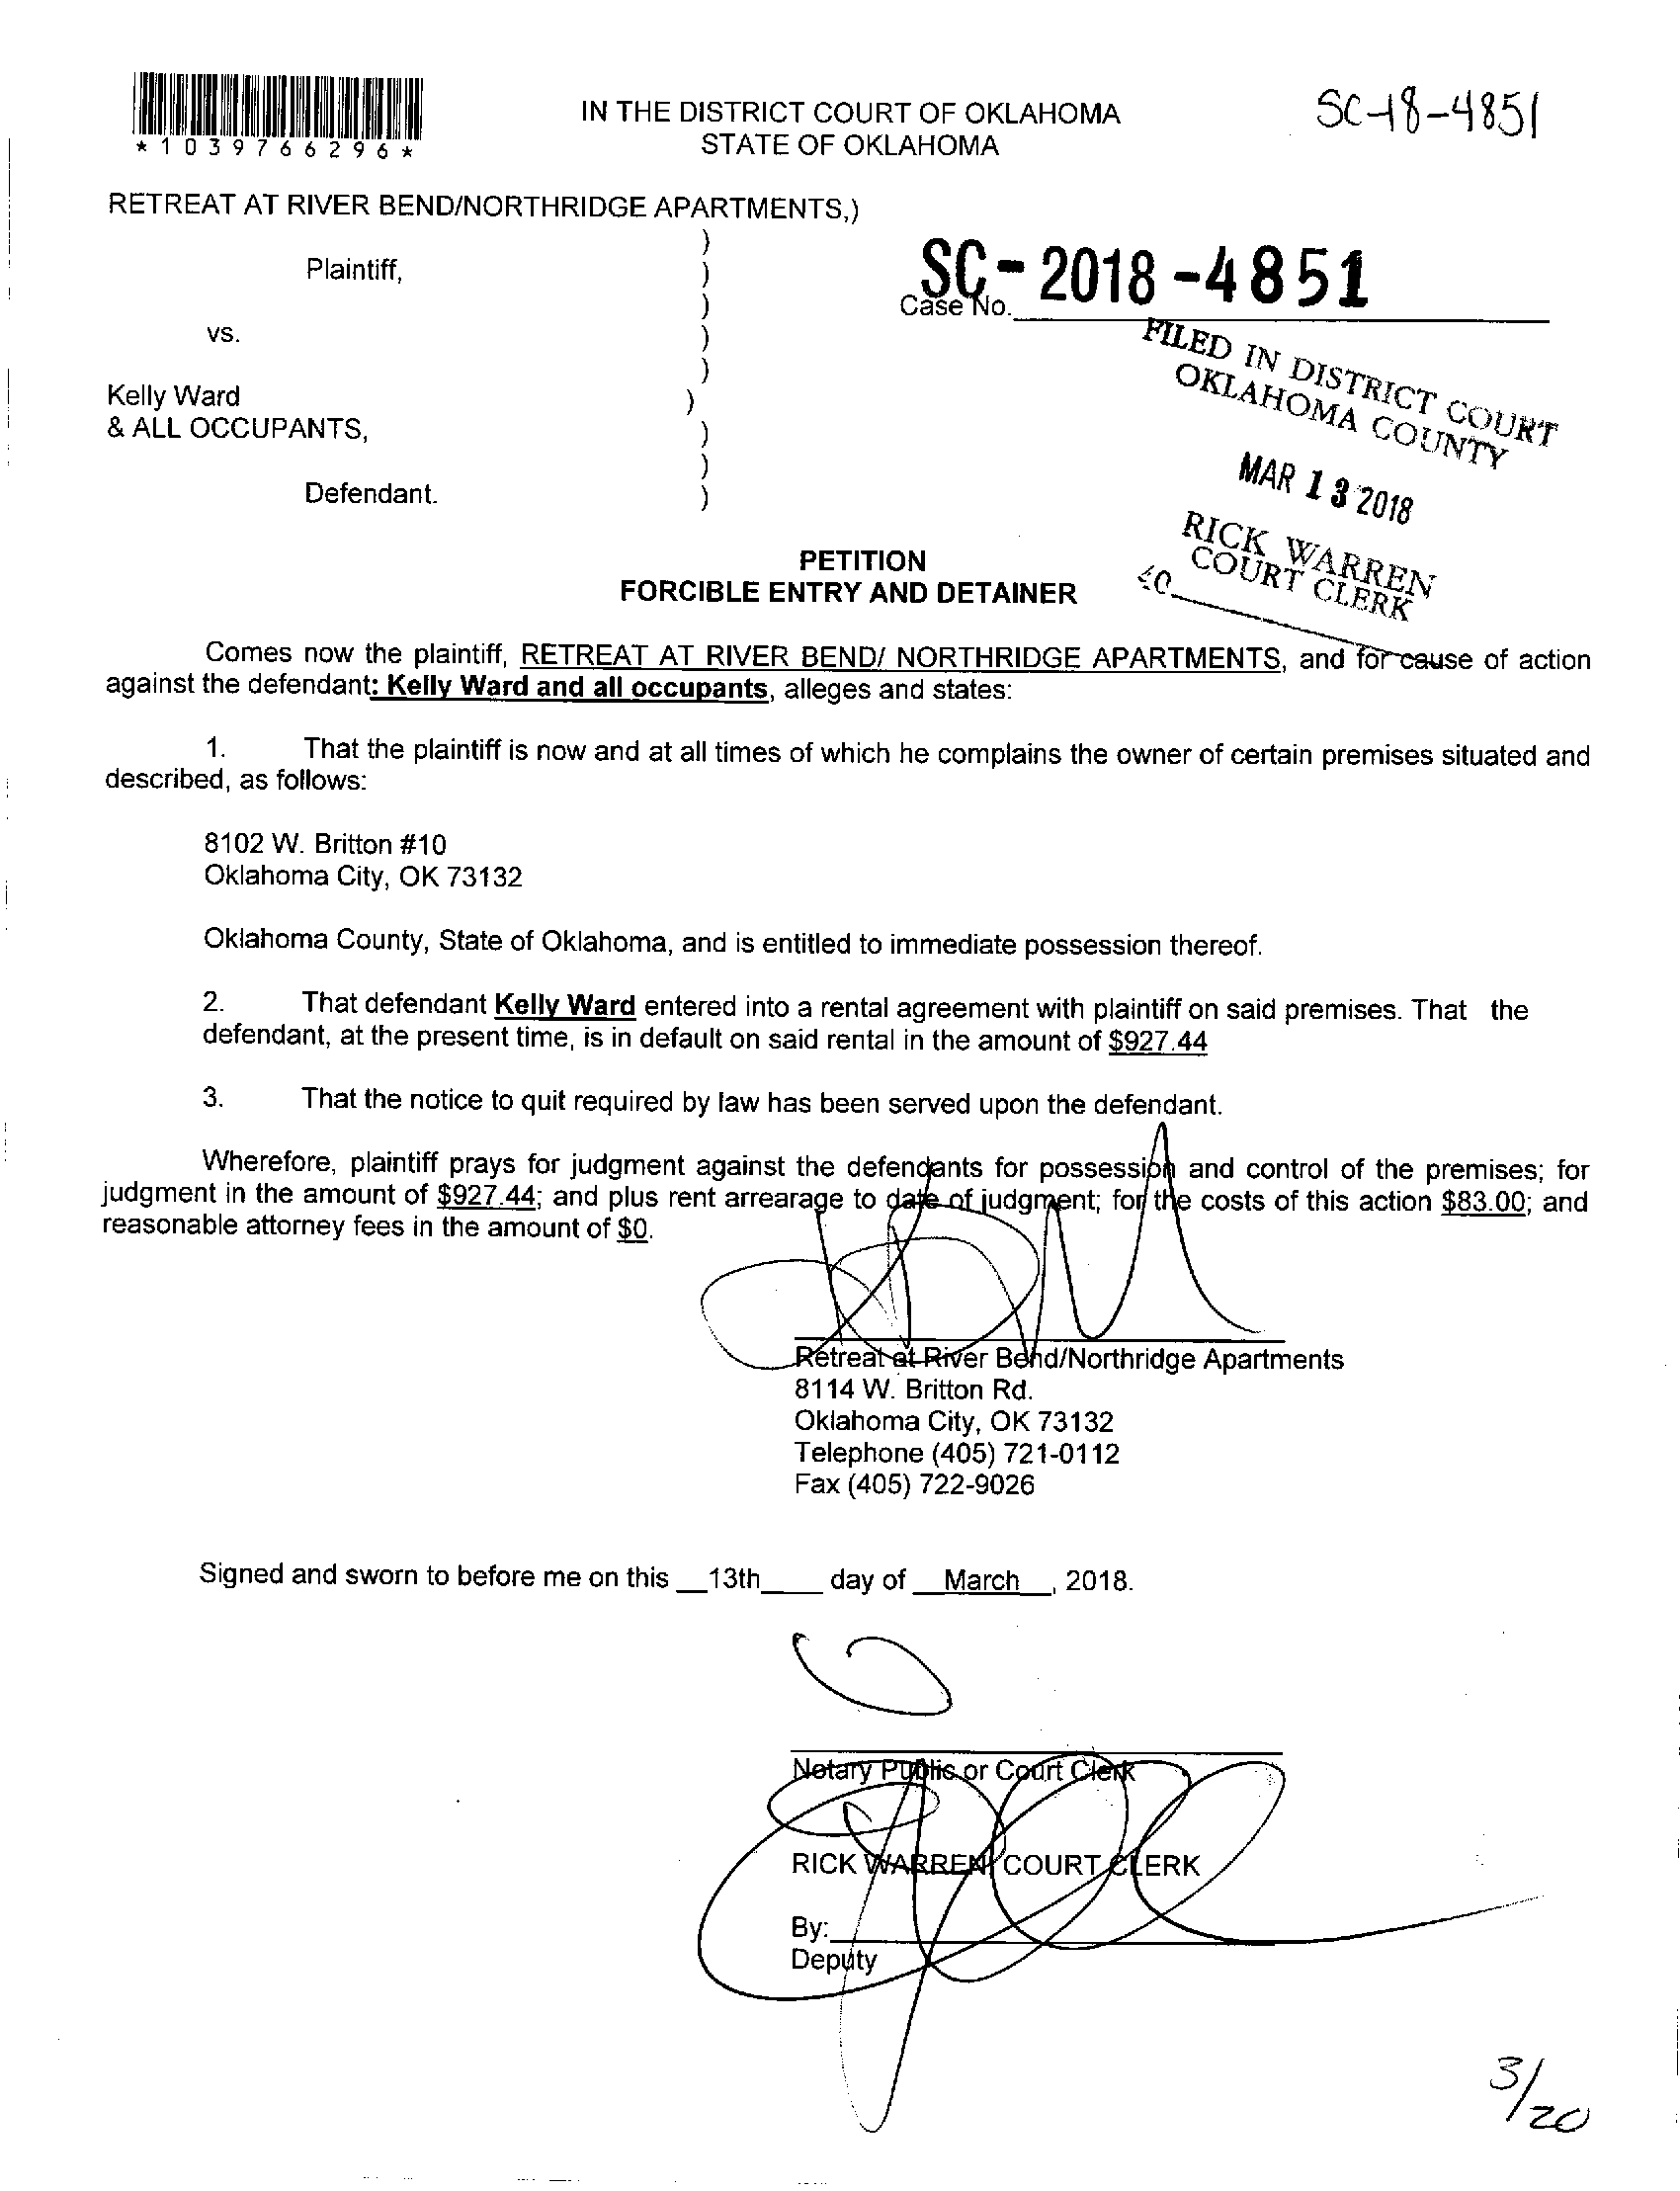 *1039766296*
IN THE DISTRICT COURT OF OKLAHOMA
STATE OF OKLAHOMA
SC-18-4851
RETREAT AT RIVER BEND/NORTHRIDGE APARTMENTS,)
)
Plaintiff, )
)
vs. )
)
Kelly Ward )
& ALL OCCUPANTS, )
)
Defendant. )
SC-2018-4851
Case No.
FILED IN DISTRICT COURT
OKLAHOMA COUNTY
MAR 13 2018
RICK WARREN
COURT CLERK
40
PETITION
FORCIBLE ENTRY AND DETAINER
Comes now the plaintiff, RETREAT AT RIVER BEND/ NORTHRIDGE APARTMENTS, and for cause of action
against the defendant: Kelly Ward and all occupants, alleges and states:
1. That the plaintiff is now and at all times of which he complains the owner of certain premises situated and
described, as follows:
8102 W. Britton #10
Oklahoma City, OK 73132
Oklahoma County, State of Oklahoma, and is entitled to immediate possession thereof.
2. That defendant Kelly Ward entered into a rental agreement with plaintiff on said premises. That the
defendant, at the present time, is in default on said rental in the amount of $927.44
3. That the notice to quit required by law has been served upon the defendant.
Wherefore, plaintiff prays for judgment against the defendants for possession and control of the premises; for
judgment in the amount of $927.44; and plus rent arrearage to date of judgment; for the costs of this action $83.00; and
reasonable attorney fees in the amount of $0.
Retreat at River Bend/Northridge Apartments
8114 W. Britton Rd.
Oklahoma City, OK 73132
Telephone (405) 721-0112
Fax (405) 722-9026
Signed and sworn to before me on this __13th____ day of __March__, 2018.
Notary Public or Court Clerk
RICK WARREN, COURT CLERK
By:
Deputy
3/20